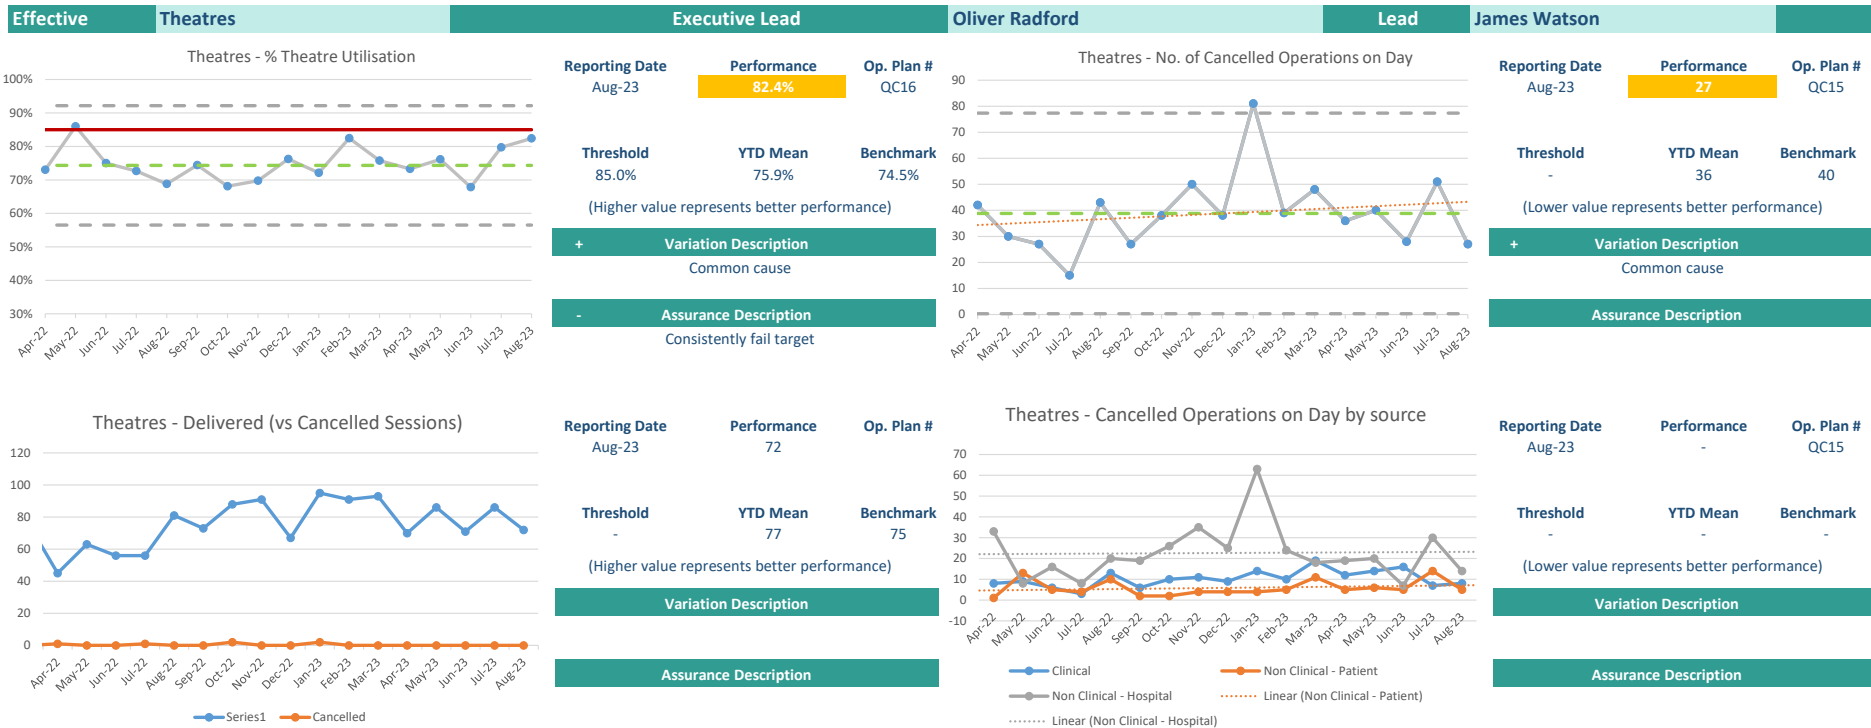 Effective Theatres Executive Lead Oliver Radford Lead James Watson
Theatres - % Theatre Utilisation
100%
90%
80%
70%
60%
50%
40%
30%
Apr-22 May-22 Jun-22 Jul-22 Aug-22 Sep-22 Oct-22 Nov-22 Dec-22 Jan-23 Feb-23 Mar-23 Apr-23 May-23 Jun-23 Jul-23 Aug-23
Reporting Date Performance Op. Plan #
Aug-23 82.4% QC16
Threshold YTD Mean Benchmark
85.0% 75.9% 74.5%
(Higher value represents better performance)
+ Variation Description
Common cause
- Assurance Description
Consistently fail target
Theatres - No. of Cancelled Operations on Day
90
80
70
60
50
40
30
20
10
0
Apr-22 May-22 Jun-22 Jul-22 Aug-22 Sep-22 Oct-22 Nov-22 Dec-22 Jan-23 Feb-23 Mar-23 Apr-23 May-23 Jun-23 Jul-23 Aug-23
Reporting Date Performance Op. Plan #
Aug-23 27 QC15
Threshold YTD Mean Benchmark
- 36 40
(Lower value represents better performance)
+ Variation Description
Common cause
Assurance Description
Theatres - Delivered (vs Cancelled Sessions)
120
100
80
60
40
20
0
Apr-22 May-22 Jun-22 Jul-22 Aug-22 Sep-22 Oct-22 Nov-22 Dec-22 Jan-23 Feb-23 Mar-23 Apr-23 May-23 Jun-23 Jul-23 Aug-23
Series1 Cancelled
Reporting Date Performance Op. Plan #
Aug-23 72
Threshold YTD Mean Benchmark
- 77 75
(Higher value represents better performance)
Variation Description
Assurance Description
Theatres - Cancelled Operations on Day by source
70
60
50
40
30
20
10
0
-10
Apr-22 May-22 Jun-22 Jul-22 Aug-22 Sep-22 Oct-22 Nov-22 Dec-22 Jan-23 Feb-23 Mar-23 Apr-23 May-23 Jun-23 Jul-23 Aug-23
Clinical Non Clinical - Patient
Non Clinical - Hospital Linear (Non Clinical - Patient)
Linear (Non Clinical - Hospital)
Reporting Date Performance Op. Plan #
Aug-23 - QC15
Threshold YTD Mean Benchmark
- - -
(Lower value represents better performance)
Variation Description
Assurance Description